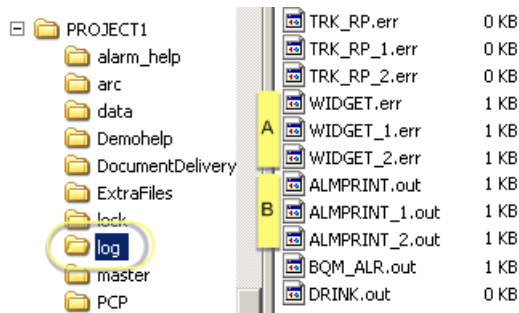 PROJECT1
alarm_help
arc
data
Demohelp
DocumentDelivery
ExtraFiles
lock
log
master
PCP
TRK_RP.err 0 KB
TRK_RP_1.err 0 KB
TRK_RP_2.err 0 KB
A
WIDGET.err 1 KB
WIDGET_1.err 1 KB
WIDGET_2.err 1 KB
B
ALMPRINT.out 1 KB
ALMPRINT_1.out 1 KB
ALMPRINT_2.out 1 KB
BQM_ALR.out 1 KB
DRINK.out 0 KB